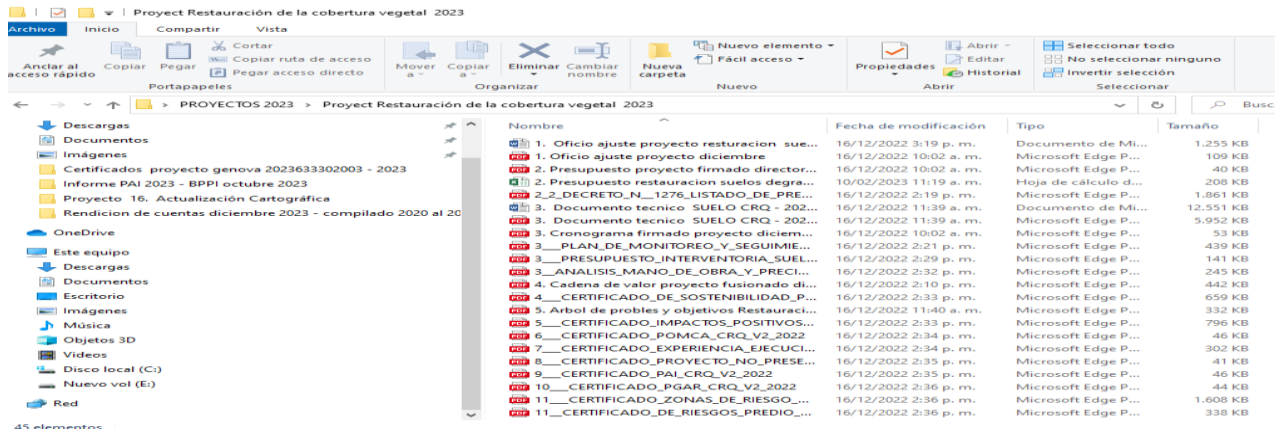 Proyect Restauración de la cobertura vegetal 2023
Archivo Inicio Compartir Vista
Anclar al acceso rápido
Copiar
Pegar
Cortar
Copiar ruta de acceso
Pegar acceso directo
Mover a
Copiar a
Eliminar
Cambiar nombre
Nueva carpeta
Nuevo elemento
Fácil acceso
Propiedades
Abrir
Editar
Historial
Seleccionar todo
No seleccionar ninguno
Invertir selección
Portapapeles Organizar Nuevo Abrir Seleccionar
PROYECTOS 2023 > Proyect Restauración de la cobertura vegetal 2023
Busc
Descargas
Documentos
Imágenes
Certificados proyecto genova 2023633302003 - 2023
Informe PAI 2023 - BPPI octubre 2023
Proyecto 16. Actualización Cartográfica
Rendicion de cuentas diciembre 2023 - compilado 2020 al 20
OneDrive
Este equipo
Descargas
Documentos
Escritorio
Imágenes
Música
Objetos 3D
Videos
Disco local (C:)
Nuevo vol (E:)
Red
45 elementos
Nombre Fecha de modificación Tipo Tamaño
1. Oficio ajuste proyecto resturacion sue... 16/12/2022 3:19 p. m. Documento de Mi... 1.255 KB
1. Oficio ajuste proyecto diciembre 16/12/2022 10:02 a. m. Microsoft Edge P... 109 KB
2. Presupuesto proyecto firmado director... 16/12/2022 10:02 a. m. Microsoft Edge P... 40 KB
2. Presupuesto restauracion suelos degra... 10/02/2023 11:19 a. m. Hoja de cálculo d... 208 KB
2_2_DECRETO_N__1276_LISTADO_DE_PRE... 16/12/2022 2:19 p. m. Microsoft Edge P... 1.861 KB
3. Documento tecnico SUELO CRQ - 202... 16/12/2022 11:39 a. m. Documento de Mi... 12.551 KB
3. Documento tecnico SUELO CRQ - 202... 16/12/2022 11:39 a. m. Microsoft Edge P... 5.952 KB
3. Cronograma firmado proyecto diciem... 16/12/2022 10:02 a. m. Microsoft Edge P... 53 KB
3___PLAN_DE_MONITOREO_Y_SEGUIMIE... 16/12/2022 2:21 p. m. Microsoft Edge P... 439 KB
3___PRESUPUESTO_INTERVENTORIA_SUEL... 16/12/2022 2:29 p. m. Microsoft Edge P... 141 KB
3__ANALISIS_MANO_DE_OBRA_Y_PRECI... 16/12/2022 2:32 p. m. Microsoft Edge P... 245 KB
4. Cadena de valor proyecto fusionado di... 16/12/2022 2:10 p. m. Microsoft Edge P... 442 KB
4___CERTIFICADO_DE_SOSTENIBILIDAD_P... 16/12/2022 2:33 p. m. Microsoft Edge P... 659 KB
5. Arbol de probles y objetivos Restauraci... 16/12/2022 11:40 a. m. Microsoft Edge P... 332 KB
5___CERTIFICADO_IMPACTOS_POSITIVOS... 16/12/2022 2:33 p. m. Microsoft Edge P... 796 KB
6___CERTIFICADO_POMCA_CRQ_V2_2022 16/12/2022 2:34 p. m. Microsoft Edge P... 46 KB
7___CERTIFICADO_EXPERIENCIA_EJECUCI... 16/12/2022 2:34 p. m. Microsoft Edge P... 302 KB
8___CERTIFICADO_PROYECTO_NO_PRESE... 16/12/2022 2:35 p. m. Microsoft Edge P... 41 KB
9___CERTIFICADO_PAI_CRQ_V2_2022 16/12/2022 2:35 p. m. Microsoft Edge P... 46 KB
10___CERTIFICADO_PGAR_CRQ_V2_2022 16/12/2022 2:36 p. m. Microsoft Edge P... 44 KB
11___CERTIFICADO_ZONAS_DE_RIESGO_... 16/12/2022 2:36 p. m. Microsoft Edge P... 1.608 KB
11__CERTIFICADO_DE_RIESGOS_PREDIO_... 16/12/2022 2:36 p. m. Microsoft Edge P... 338 KB